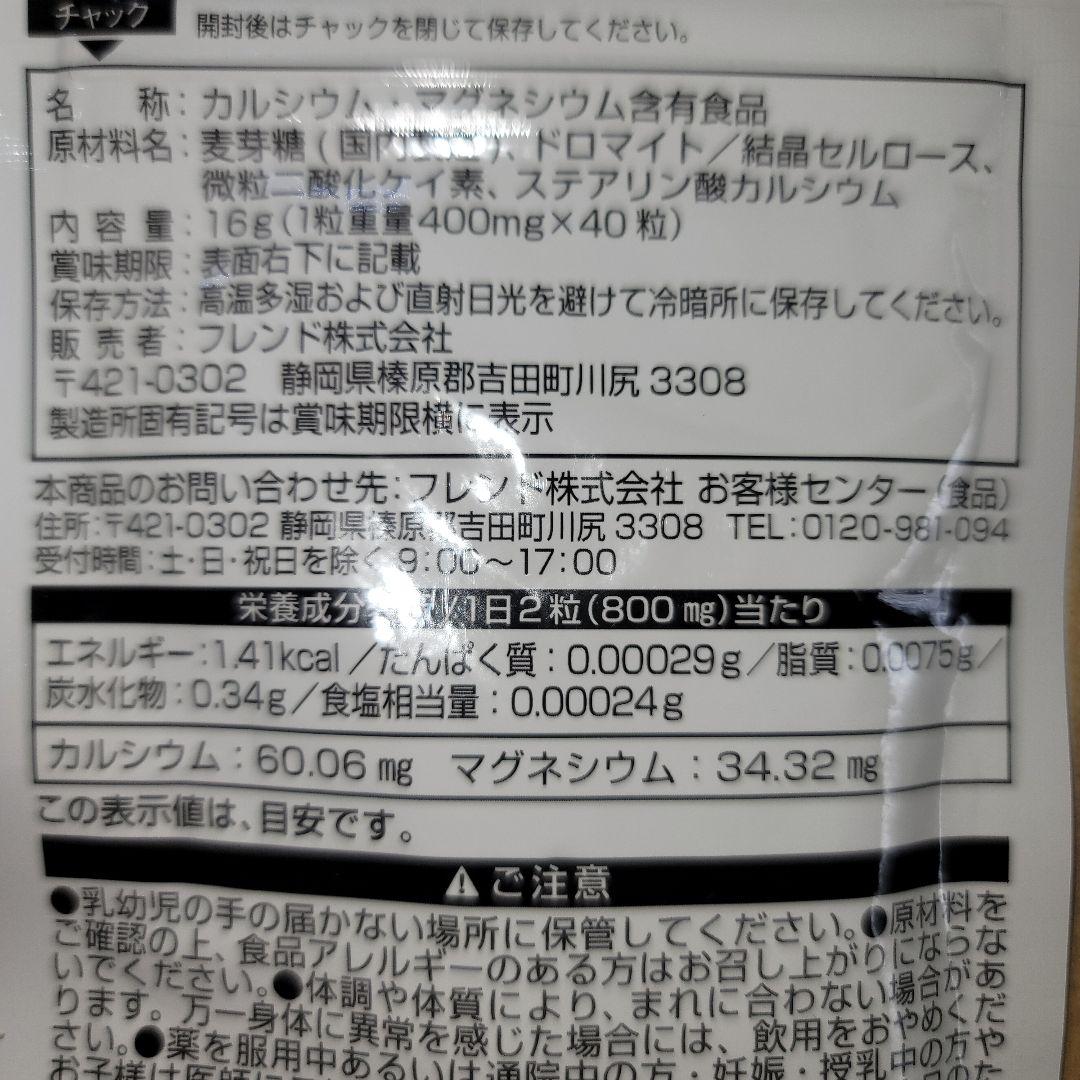 チャック
開封後はチャックを閉じて保存してください。
名 称：カルシウム・マグネシウム含有食品
原材料名：麦芽糖(国内)、ドロマイト／結晶セルロース、
微粒二酸化ケイ素、ステアリン酸カルシウム
内 容 量：16g(1粒重量400mg×40粒)
賞味期限：表面右下に記載
保存方法：高温多湿および直射日光を避けて冷暗所に保存してください。
販 売 者：フレンド株式会社
〒421-0302 静岡県榛原郡吉田町川尻 3308
製造所固有記号は賞味期限横に表示
本商品のお問い合わせ先：フレンド株式会社 お客様センター(食品)
住所：〒421-0302 静岡県榛原郡吉田町川尻 3308 TEL：0120-981-094
受付時間：土・日・祝日を除く 9：00～17：00
栄養成分/1日2粒(800㎎)当たり
エネルギー：1.41kcal／たんぱく質：0.00029g／脂質：0.0075g／
炭水化物：0.34g／食塩相当量：0.00024g
カルシウム：60.06㎎ マグネシウム：34.32㎎
この表示値は、目安です。
⚠ご注意
●乳幼児の手の届かない場所に保管してください。●原材料を
ご確認の上、食品アレルギーのある方はお召し上がりにならな
いでください。●体調や体質により、まれに合わない場合があ
ります。万一身体に異常を感じた場合には、飲用をおやめくだ
さい。●薬を服用中あるいは通院中の方・妊娠・授乳中の方や
お子様は医師に